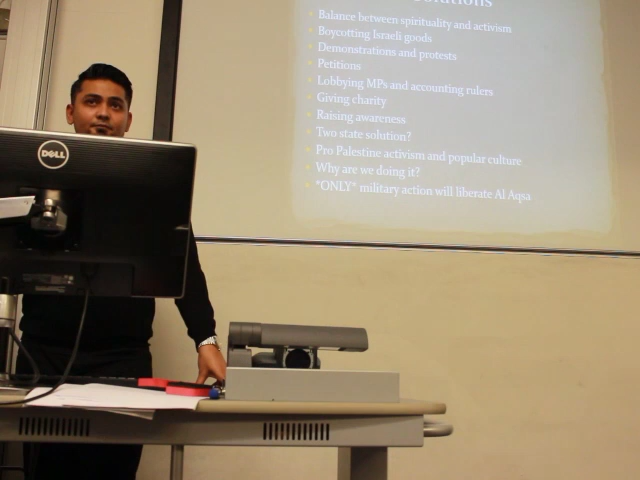 Solutions
Balance between spirituality and activism
Boycotting Israeli goods
Demonstrations and protests
Petitions
Lobbying MPs and accounting rulers
Giving charity
Raising awareness
Two state solution?
Pro Palestine activism and popular culture
Why are we doing it?
*ONLY* military action will liberate Al Aqsa
DELL